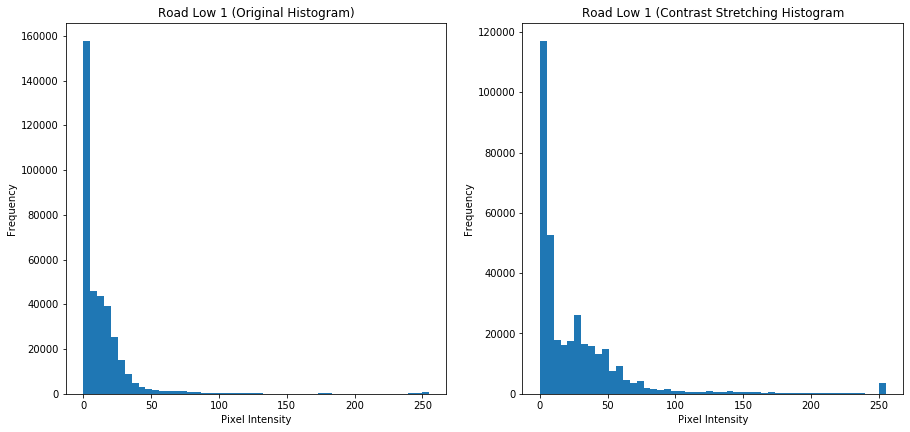 Road Low 1 (Original Histogram)
160000
140000
120000
100000
80000
60000
40000
20000
0
Frequency
0 50 100 150 200 250
Pixel Intensity
Road Low 1 (Contrast Stretching Histogram
120000
100000
80000
60000
40000
20000
0
Frequency
0 50 100 150 200 250
Pixel Intensity